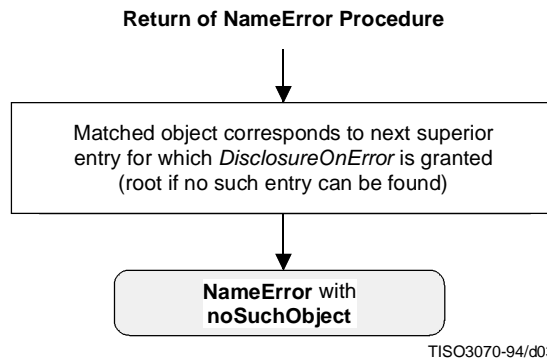 Return of NameError Procedure
Matched object corresponds to next superior
entry for which DisclosureOnError is granted
(root if no such entry can be found)
NameError with
noSuchObject